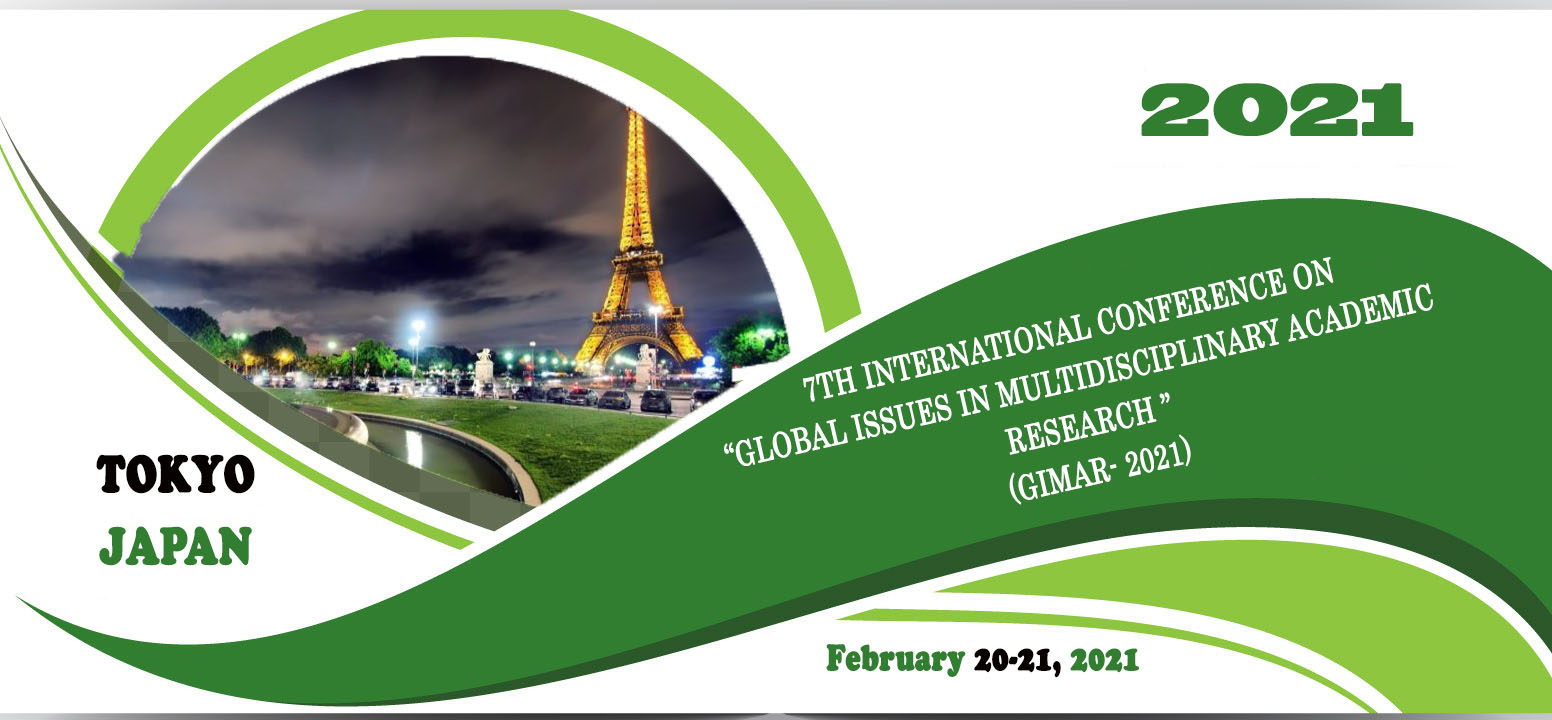 2021
7TH INTERNATIONAL CONFERENCE ON
“GLOBAL ISSUES IN MULTIDISCIPLINARY ACADEMIC
RESEARCH ”
(GIMAR- 2021)
TOKYO
JAPAN
February 20-21, 2021